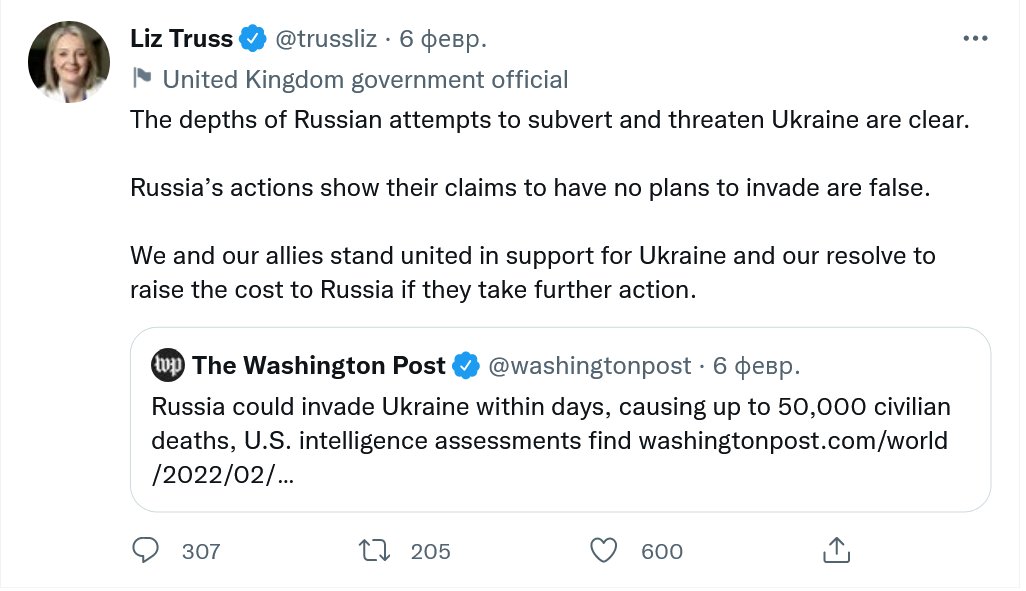 Liz Truss @trussliz · 6 февр.
United Kingdom government official
The depths of Russian attempts to subvert and threaten Ukraine are clear.
Russia’s actions show their claims to have no plans to invade are false.
We and our allies stand united in support for Ukraine and our resolve to
raise the cost to Russia if they take further action.
wp The Washington Post @washingtonpost · 6 февр.
Russia could invade Ukraine within days, causing up to 50,000 civilian
deaths, U.S. intelligence assessments find washingtonpost.com/world
/2022/02/…
307 205 600